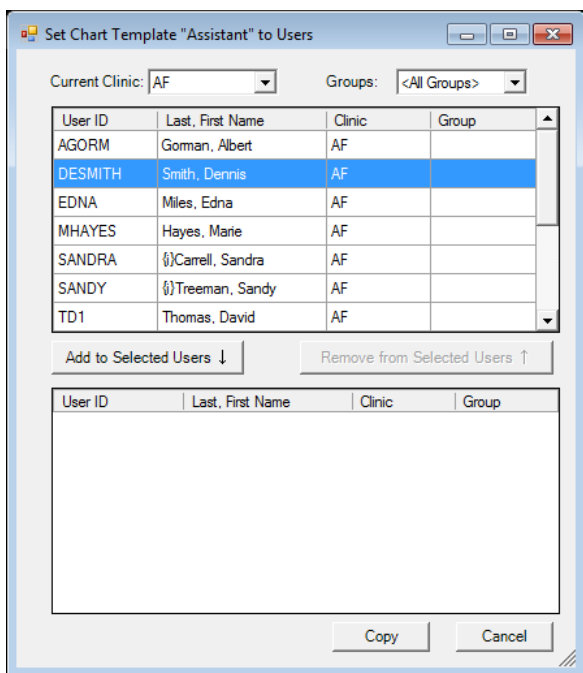 Set Chart Template "Assistant" to Users
Current Clinic: AF Groups: <All Groups>
User ID Last, First Name Clinic Group
AGORM Gorman, Albert AF
DESMITH Smith, Dennis AF
EDNA Miles, Edna AF
MHAYES Hayes, Marie AF
SANDRA {i}Carrell, Sandra AF
SANDY {i}Treeman, Sandy AF
TD1 Thomas, David AF
Add to Selected Users ↓ Remove from Selected Users ↑
User ID Last, First Name Clinic Group
Copy Cancel